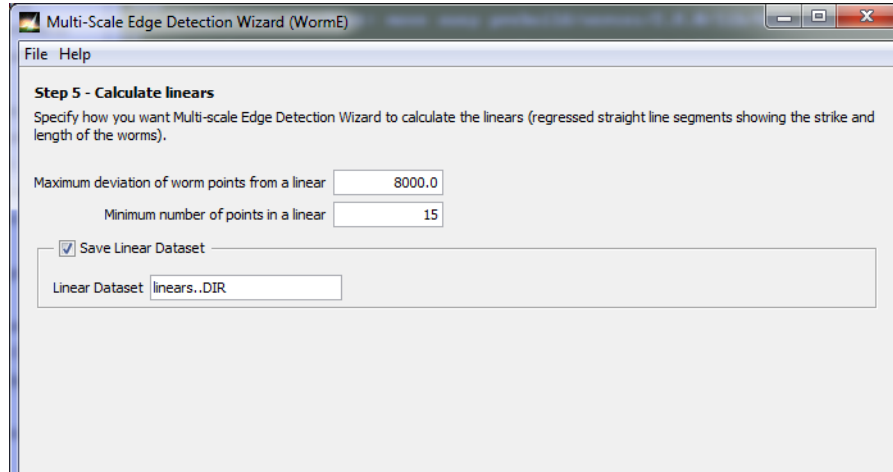 Multi-Scale Edge Detection Wizard (WormE)
File Help
Step 5 - Calculate linears
Specify how you want Multi-scale Edge Detection Wizard to calculate the linears (regressed straight line segments showing the strike and
length of the worms).
Maximum deviation of worm points from a linear 8000.0
Minimum number of points in a linear 15
Save Linear Dataset
Linear Dataset linears..DIR